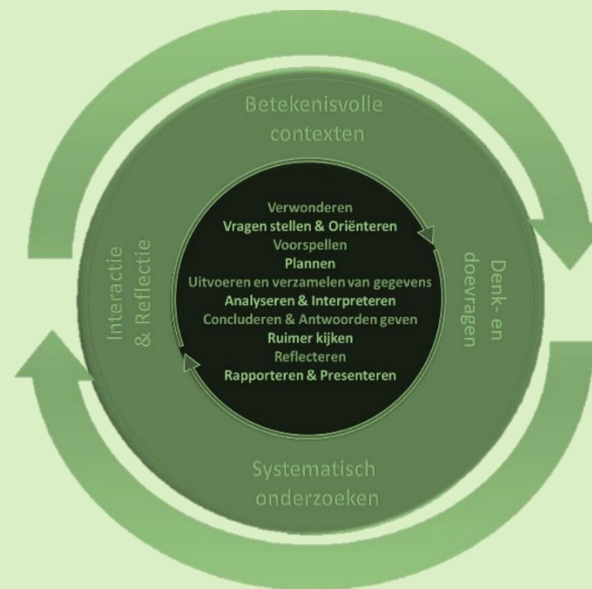 Betekenisvolle
contexten
Verwonderen
Vragen stellen & Oriënteren
Voorspellen
Plannen
Uitvoeren en verzamelen van gegevens
Analyseren & Interpreteren
Concluderen & Antwoorden geven
Ruimer kijken
Reflecteren
Rapporteren & Presenteren
Denk- en
doevragen
Systematisch
onderzoeken
Interactie
& Reflectie